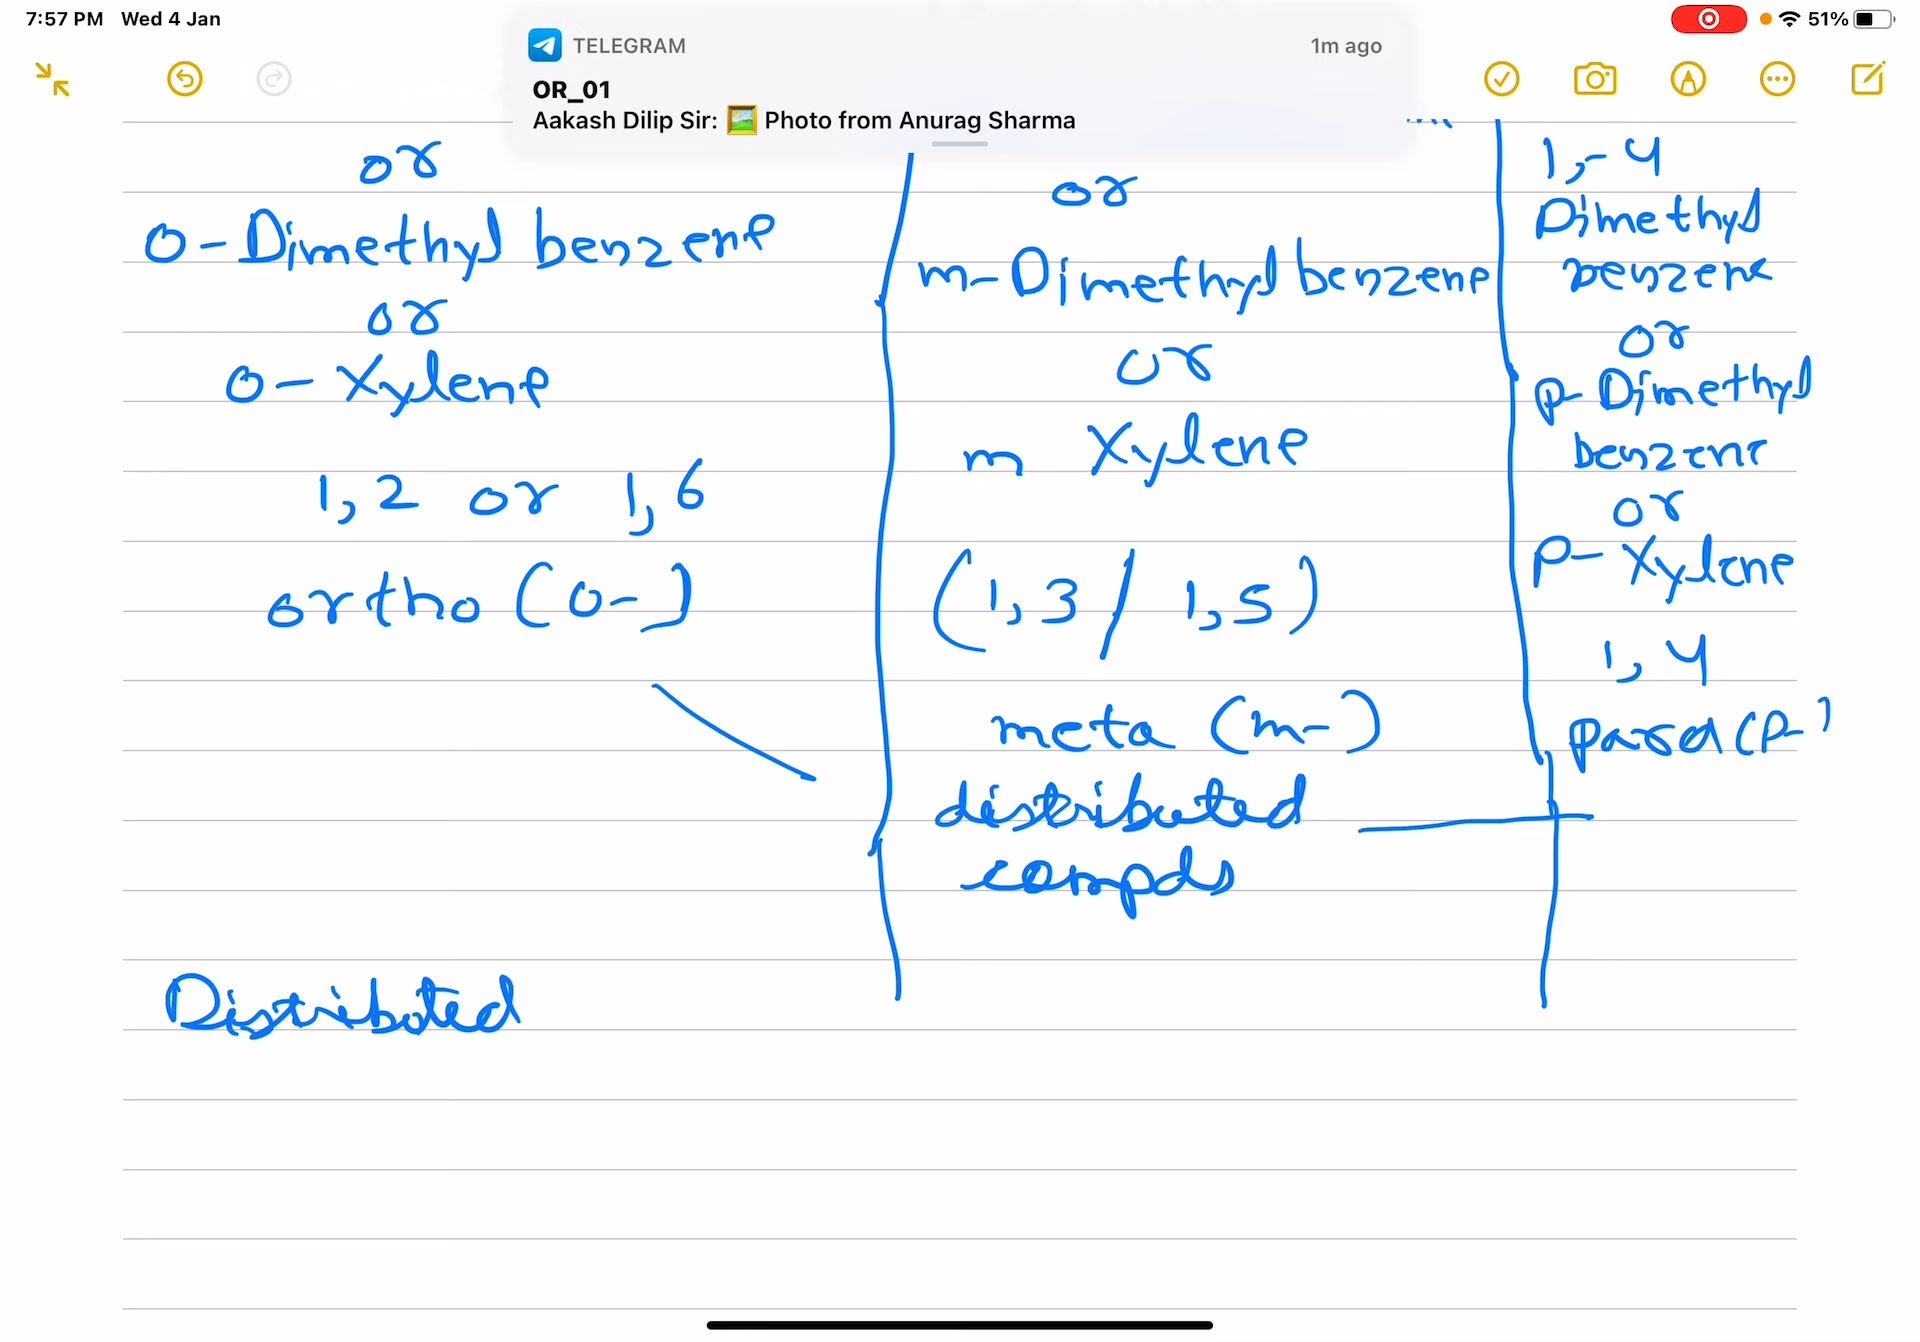 7:57 PM Wed 4 Jan
51%
TELEGRAM
1m ago
OR_01
Aakash Dilip Sir: 🖼️ Photo from Anurag Sharma
or
o-Dimethyl benzene
or
o-Xylene
1,2 or 1,6
ortho (o-)
Distributed
or
m-Dimethyl benzene
or
m Xylene
(1,3 / 1,5)
meta (m-)
distributed
compds
1,-4
Dimethyl
benzene
or
p-Dimethyl
benzene
or
p-Xylene
1,4
para (p-)